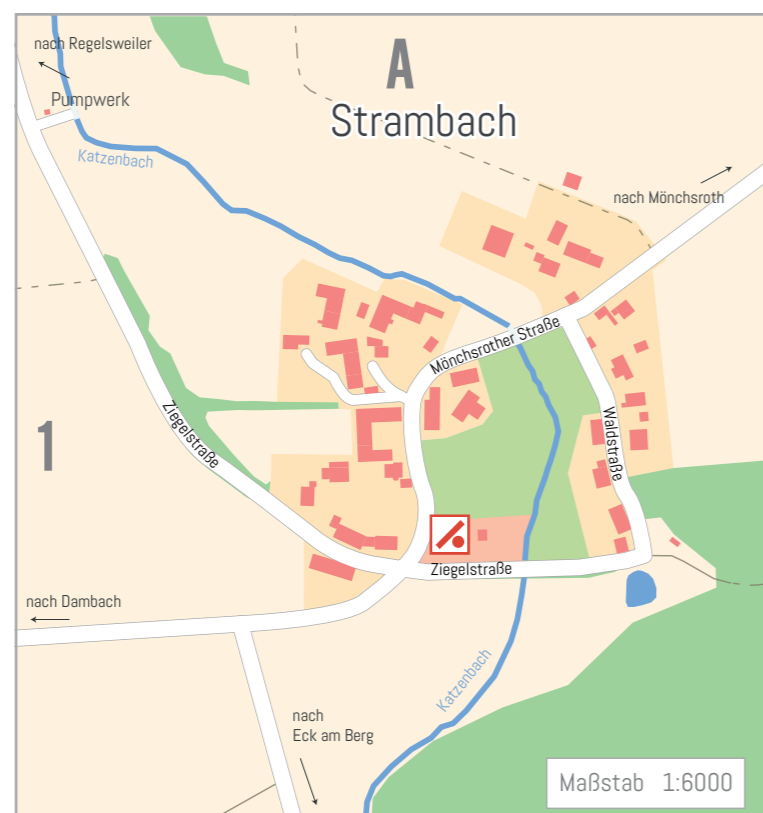 A
Strambach
nach Regelsweiler
Pumpwerk
Katzenbach
nach Mönchsroth
Mönchsrother Straße
1
Ziegelstraße
Waldstraße
Ziegelstraße
nach Dambach
Katzenbach
nach
Eck am Berg
Maßstab 1:6000